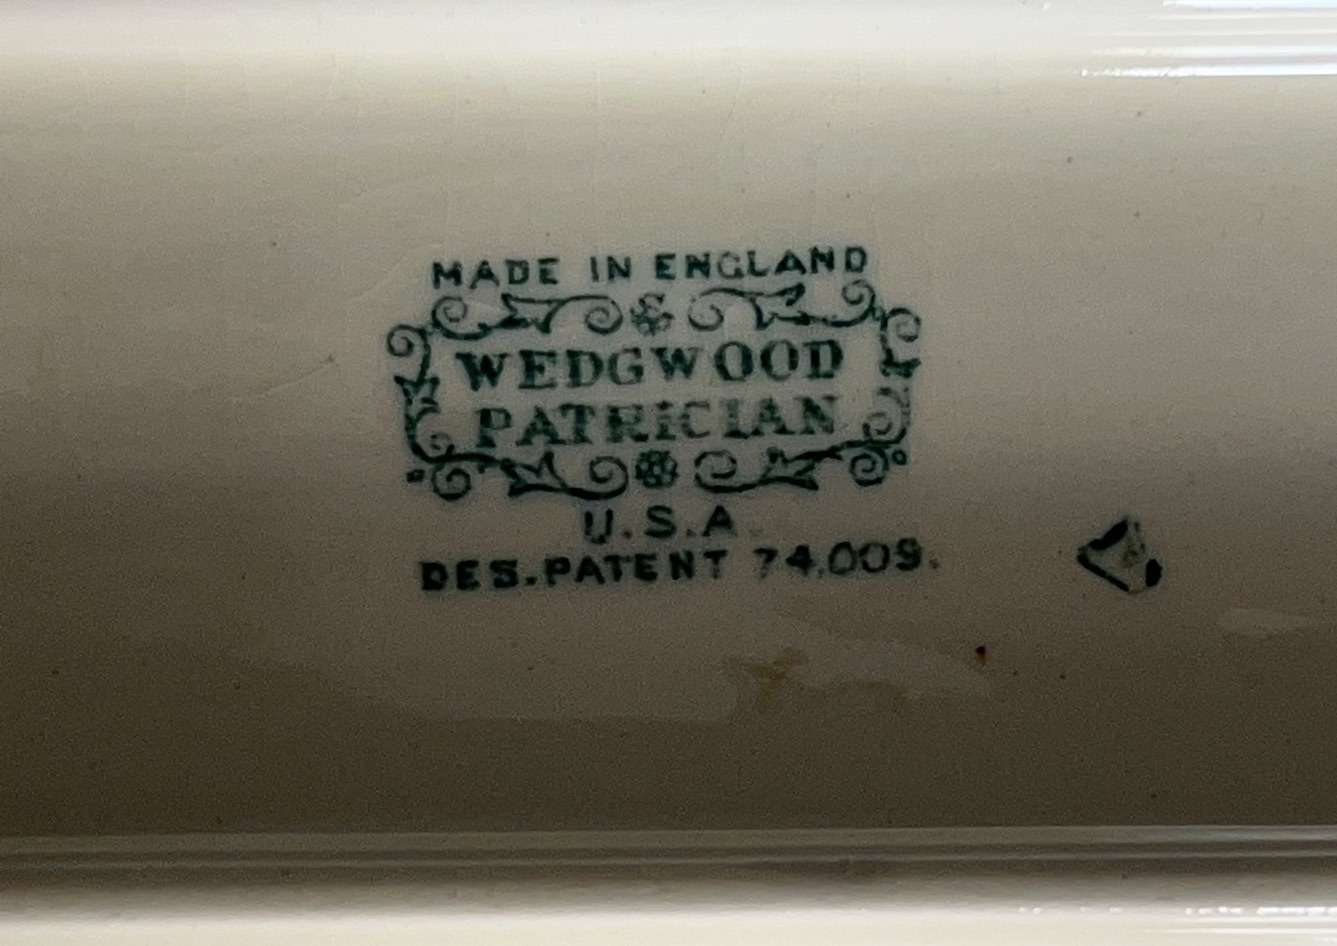 MADE IN ENGLAND
WEDGWOOD
PATRICIAN
U.S.A
DES. PATENT 74,009.